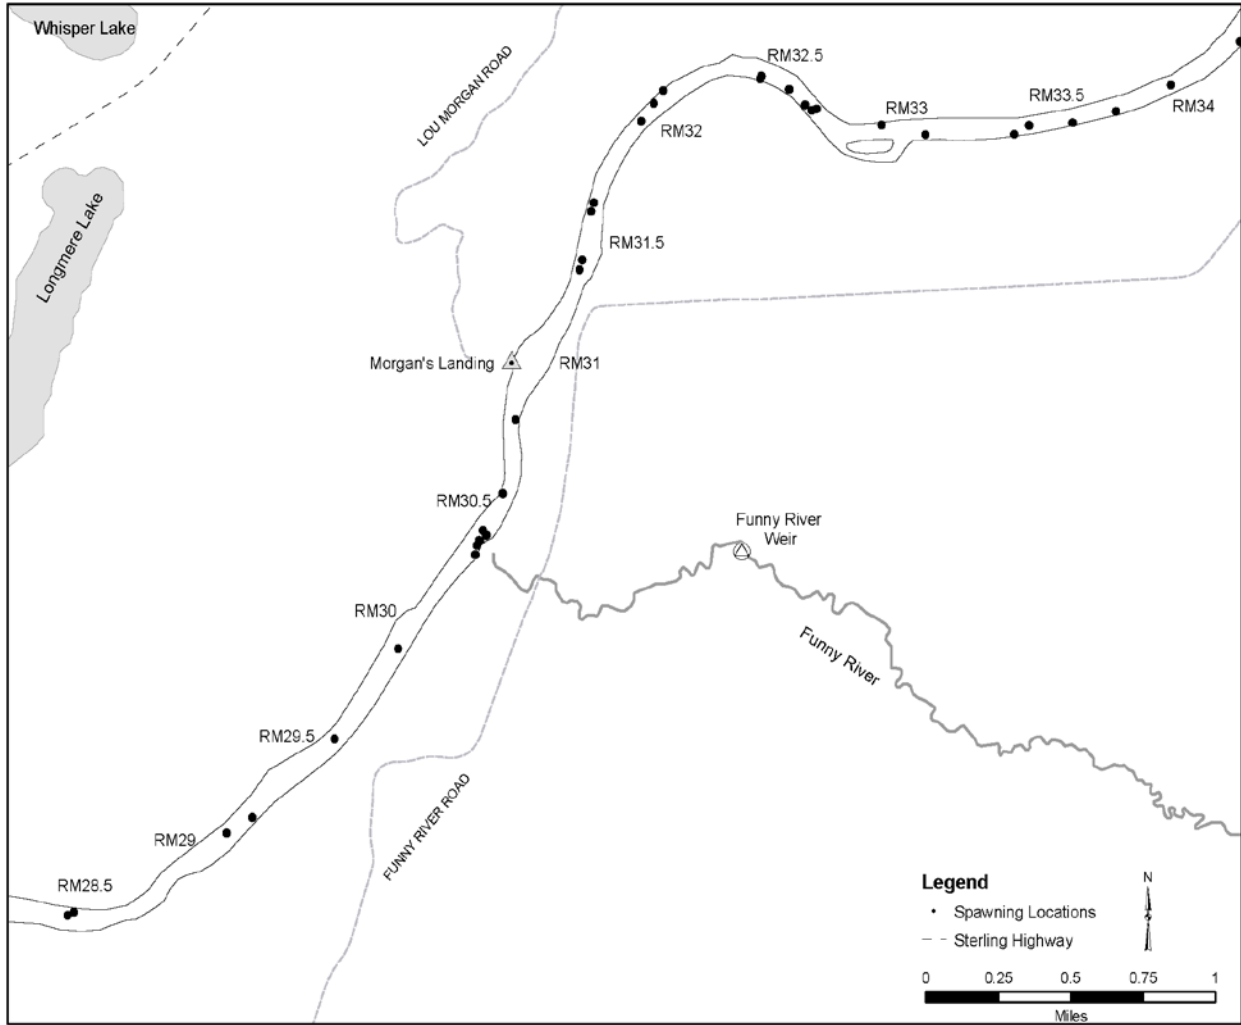 Whisper Lake
LOU MORGAN ROAD
RM32.5
RM33.5
RM33
RM34
RM32
Longmere Lake
RM31.5
Morgan's Landing
RM31
RM30.5
Funny River
Weir
RM30
Funny River
RM29.5
FUNNY RIVER ROAD
RM29
RM28.5
Legend
N
Spawning Locations
Sterling Highway
0 0.25 0.5 0.75 1
Miles